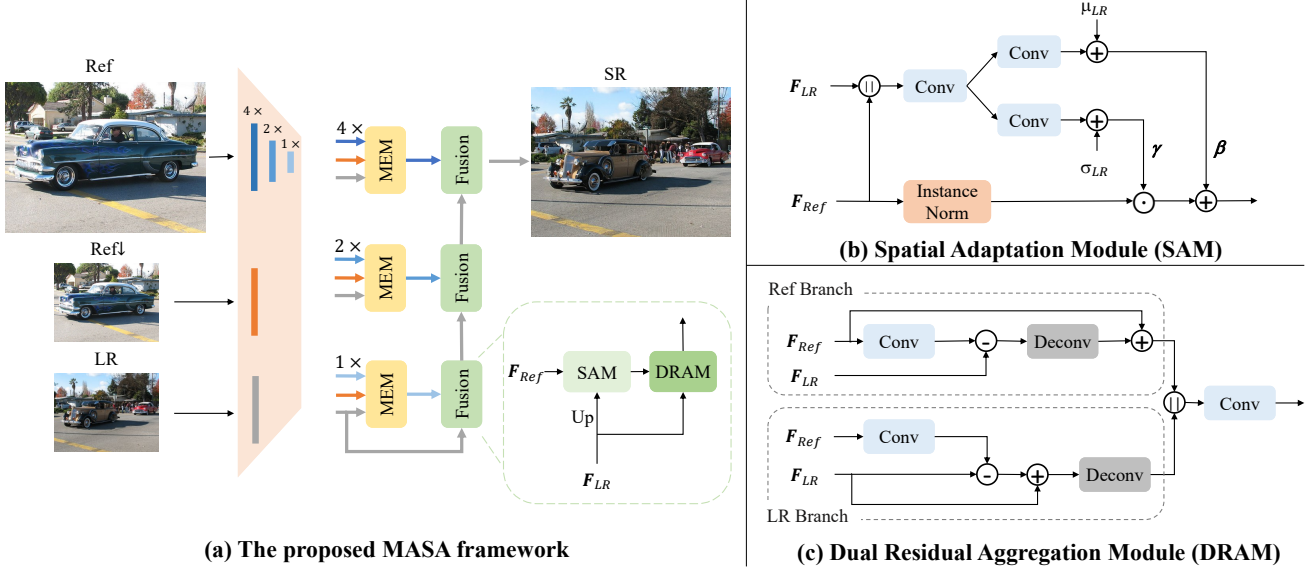 Ref
4 ×
2 ×
1 ×
Ref↓
LR
4 ×
MEM
Fusion
SR
2 ×
MEM
Fusion
1 ×
MEM
Fusion
F_Ref
SAM
DRAM
Up
F_LR
(a) The proposed MASA framework
μ_LR
Conv
+
F_LR
||
Conv
Conv
+
σ_LR
γ
β
F_Ref
Instance
Norm
·
+
(b) Spatial Adaptation Module (SAM)
Ref Branch
F_Ref
Conv
-
Deconv
+
F_LR
||
Conv
F_Ref
Conv
F_LR
-
+
Deconv
LR Branch
(c) Dual Residual Aggregation Module (DRAM)